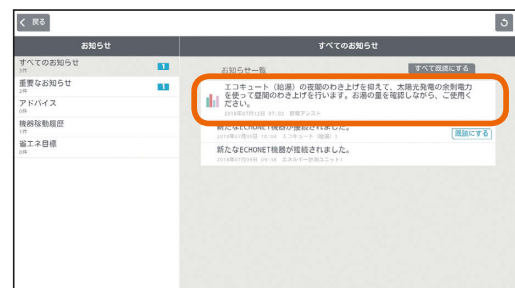 戻る
お知らせ
すべてのお知らせ
すべてのお知らせ
3件
1
重要なお知らせ
2件
1
アドバイス
0件
機器稼動履歴
1件
省エネ目標
0件
お知らせ一覧
すべて既読にする
エコキュート（給湯）の夜間のわき上げを抑えて、太陽光発電の余剰電力
を使って昼間のわき上げを行います。お湯の量を確認しながら、ご使用く
ださい。
新たなECHONET機器が接続されました。
既読にする
新たなECHONET機器が接続されました。